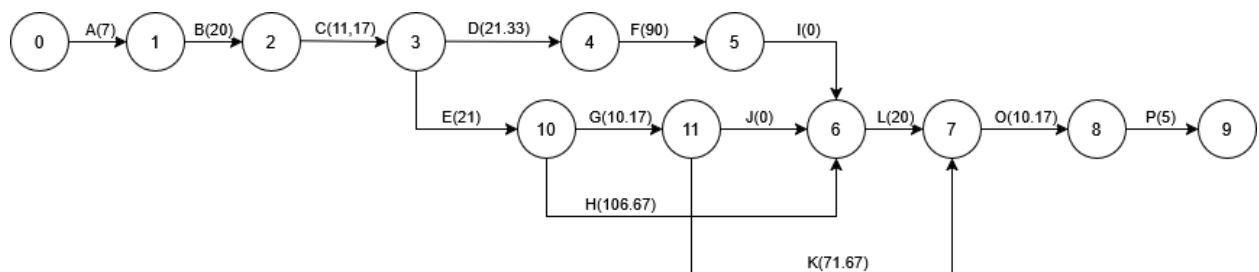 0 A(7) 1 B(20) 2 C(11,17) 3 D(21.33) 4 F(90) 5 I(0)
E(21) 10 G(10.17) 11 J(0) 6 L(20) 7 O(10.17) 8 P(5) 9
H(106.67)
K(71.67)